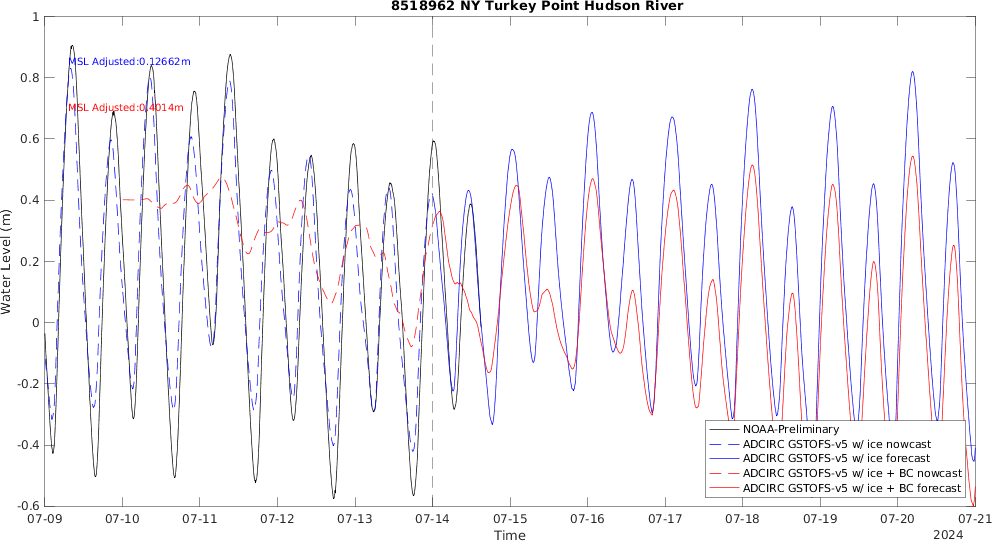 8518962 NY Turkey Point Hudson River
Water Level (m)
1
0.8
0.6
0.4
0.2
0
-0.2
-0.4
-0.6
MSL Adjusted:0.12662m
MSL Adjusted:0.4014m
NOAA-Preliminary
ADCIRC GSTOFS-v5 w/ ice nowcast
ADCIRC GSTOFS-v5 w/ ice forecast
ADCIRC GSTOFS-v5 w/ ice + BC nowcast
ADCIRC GSTOFS-v5 w/ ice + BC forecast
07-09 07-10 07-11 07-12 07-13 07-14 07-15 07-16 07-17 07-18 07-19 07-20 07-21
Time
2024